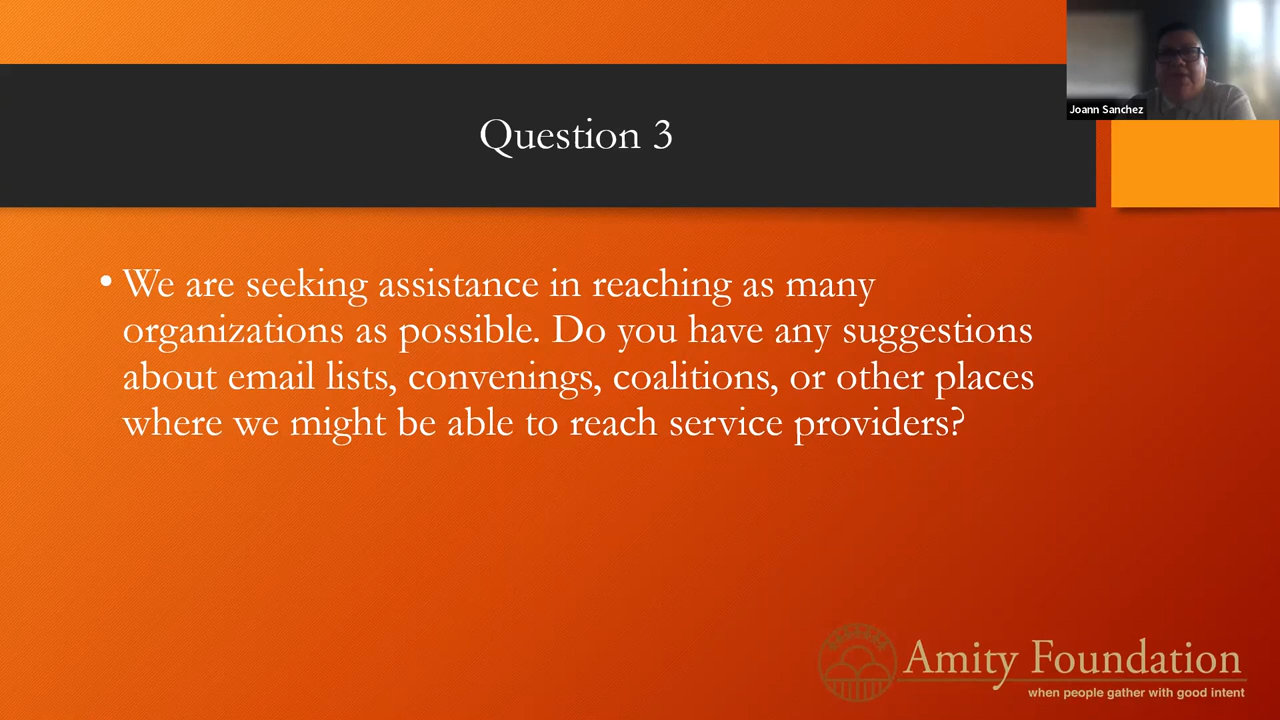 Joann Sanchez
Question 3
• We are seeking assistance in reaching as many
organizations as possible. Do you have any suggestions
about email lists, convenings, coalitions, or other places
where we might be able to reach service providers?
Amity Foundation
when people gather with good intent